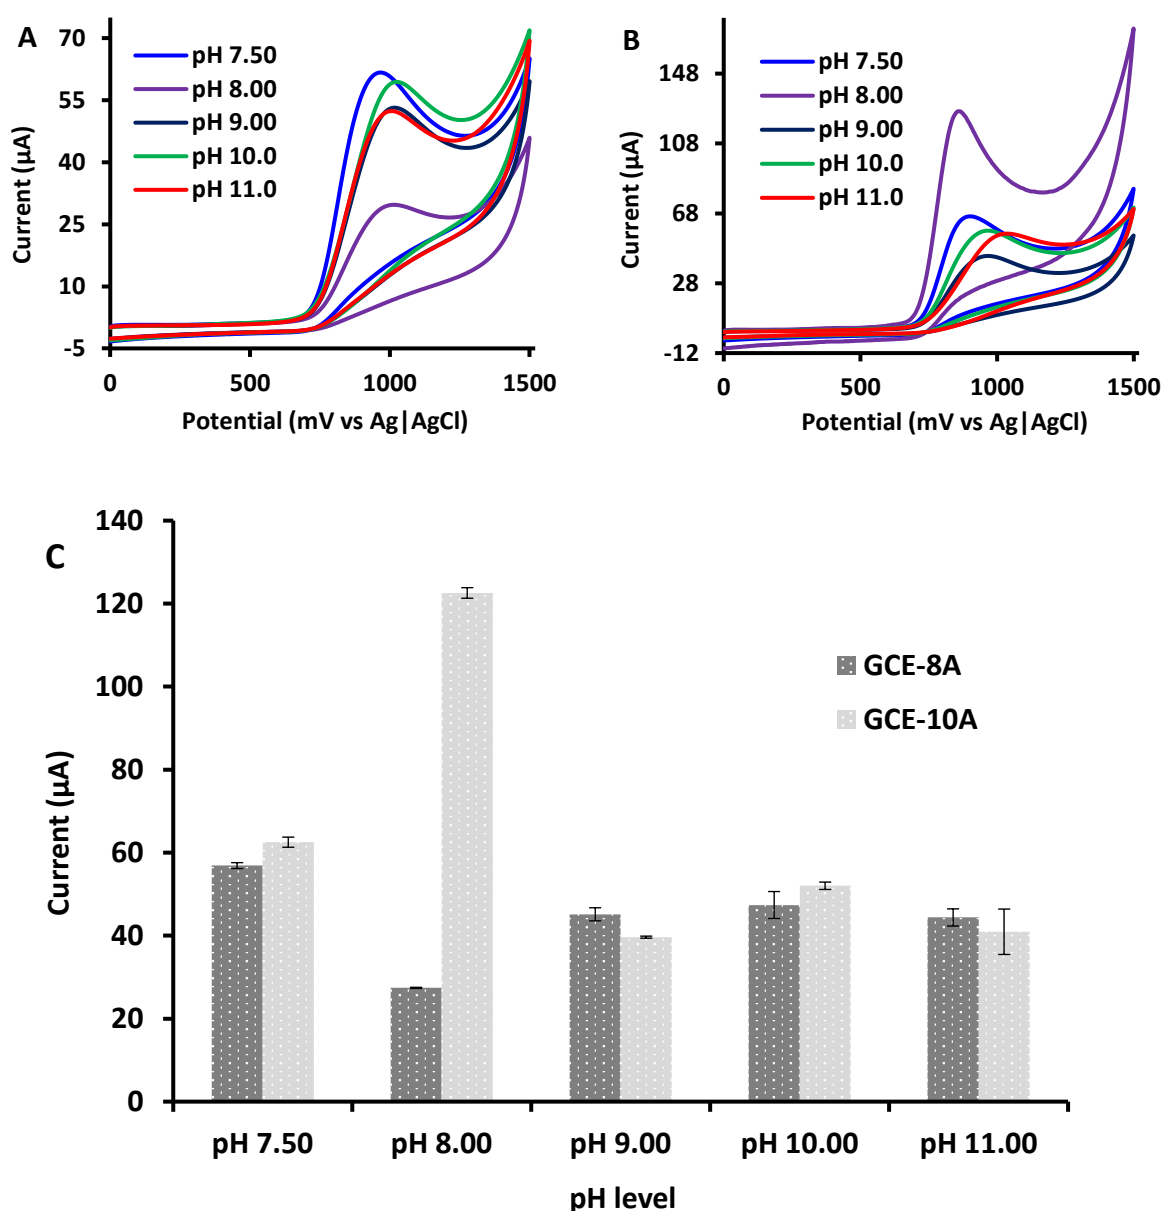 A
70
55
40
25
10
-5
Current (µA)
pH 7.50
pH 8.00
pH 9.00
pH 10.0
pH 11.0
0
500
1000
1500
Potential (mV vs Ag|AgCl)
B
148
108
68
28
-12
Current (µA)
pH 7.50
pH 8.00
pH 9.00
pH 10.0
pH 11.0
0
500
1000
1500
Potential (mV vs Ag|AgCl)
C
140
120
100
80
60
40
20
0
Current (µA)
GCE-8A
GCE-10A
pH 7.50
pH 8.00
pH 9.00
pH 10.00
pH 11.00
pH level